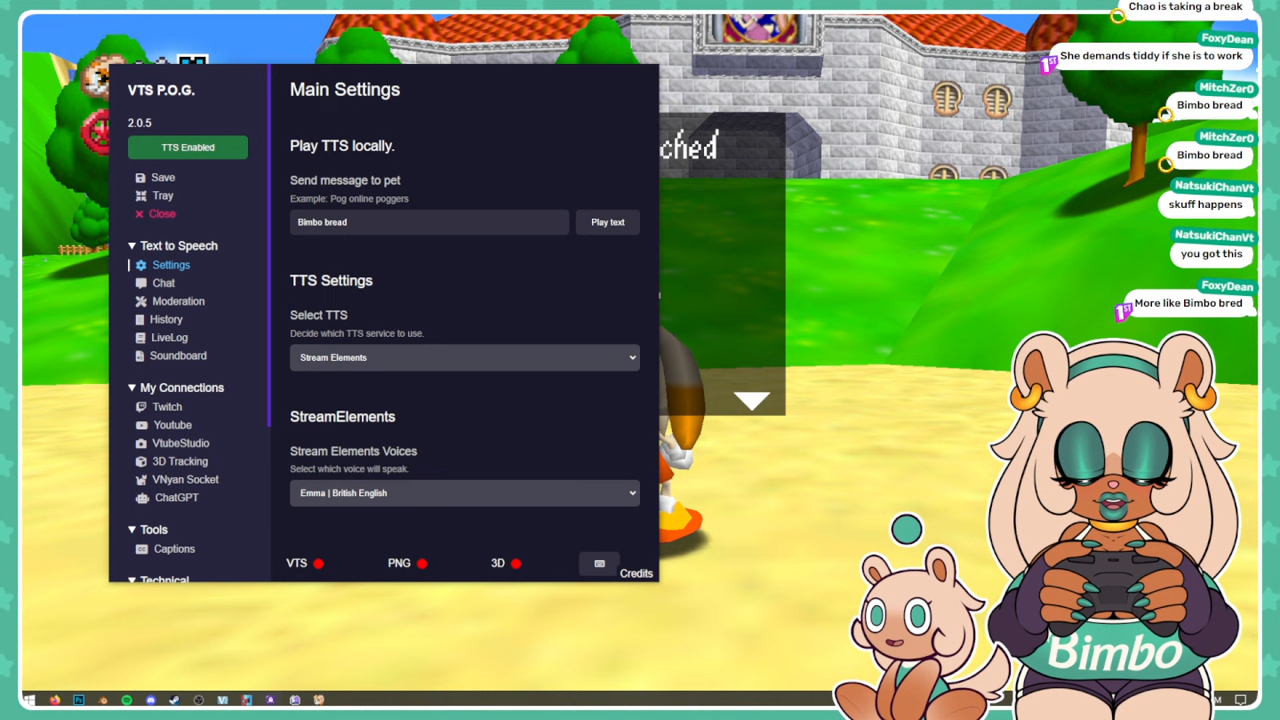 VTS P.O.G.
2.0.5
TTS Enabled
Save
Tray
Close
Text to Speech
Settings
Chat
Moderation
History
LiveLog
Soundboard
My Connections
Twitch
Youtube
VtubeStudio
3D Tracking
VNyan Socket
ChatGPT
Tools
Captions
Technical
Main Settings
Play TTS locally.
Send message to pet
Example: Pog online poggers
Bimbo bread
Play text
TTS Settings
Select TTS
Decide which TTS service to use.
Stream Elements
StreamElements
Stream Elements Voices
Select which voice will speak.
Emma | British English
VTS
PNG
3D
Credits
ched
Chao is taking a break
FoxyDean
1ST
She demands tiddy if she is to work
MitchZer0
Bimbo bread
MitchZer0
Bimbo bread
NatsukiChanVt
skuff happens
NatsukiChanVt
you got this
FoxyDean
1ST
More like Bimbo bred
Bimbo